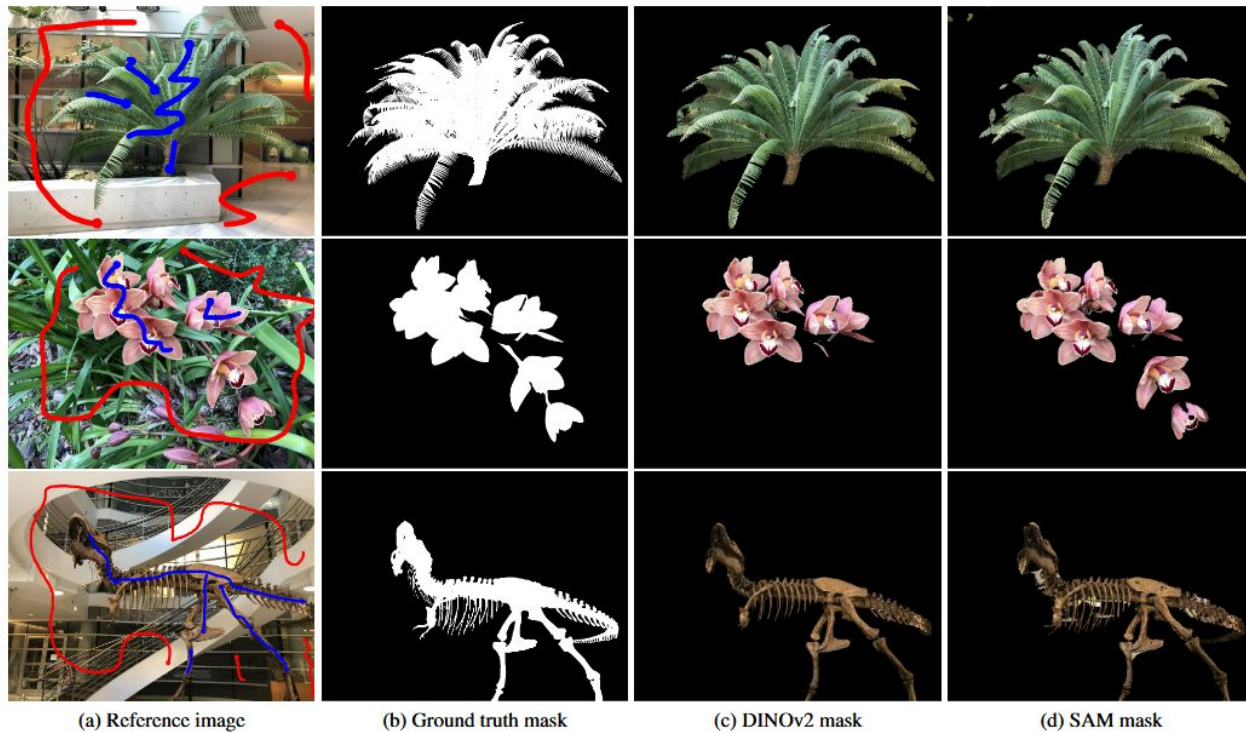 (a) Reference image
(b) Ground truth mask
(c) DINOv2 mask
(d) SAM mask